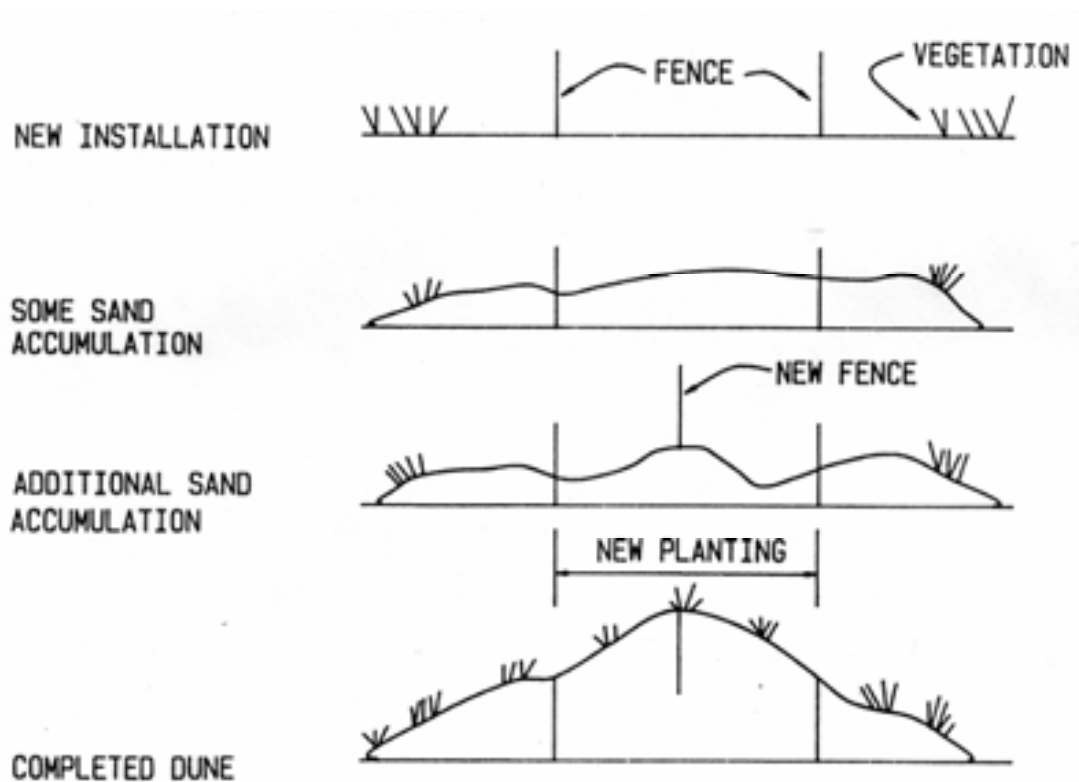 FENCE
VEGETATION
NEW INSTALLATION
SOME SAND
ACCUMULATION
NEW FENCE
ADDITIONAL SAND
ACCUMULATION
NEW PLANTING
COMPLETED DUNE